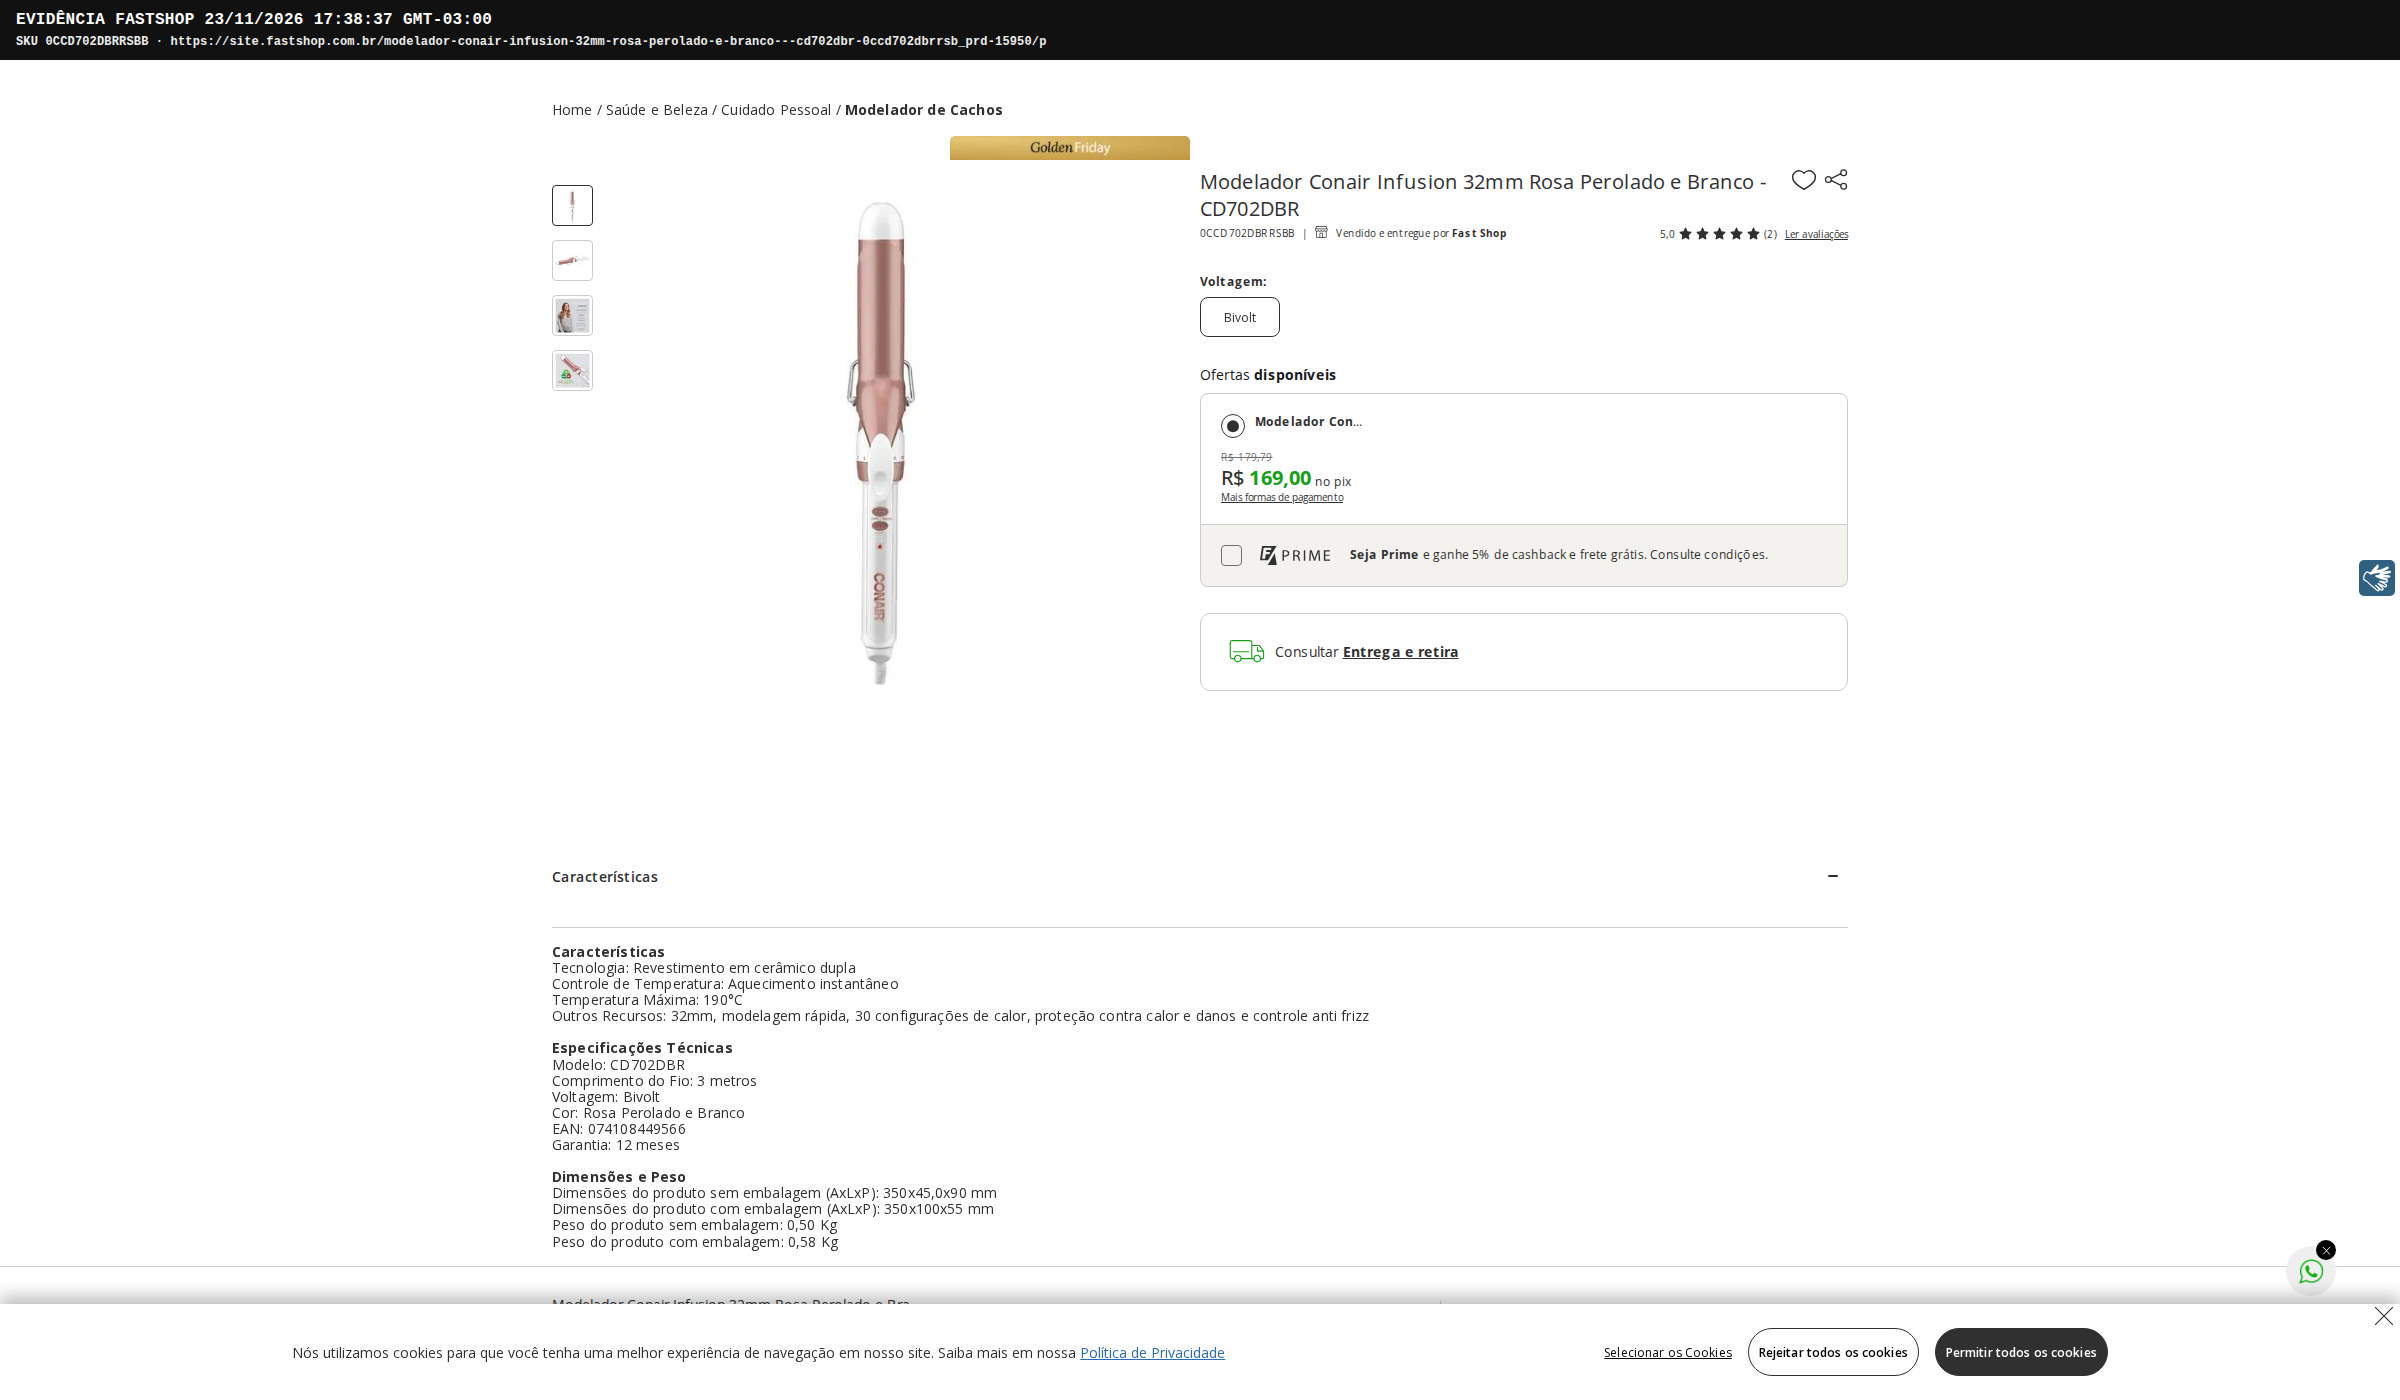 EVIDÊNCIA FASTSHOP 23/11/2026 17:38:37 GMT-03:00
SKU 0CCD702DBRRSBB · https://site.fastshop.com.br/modelador-conair-infusion-32mm-rosa-perolado-e-branco---cd702dbr-0ccd702dbrrsb_prd-15950/p
Home / Saúde e Beleza / Cuidado Pessoal / Modelador de Cachos
Golden Friday
Modelador Conair Infusion 32mm Rosa Perolado e Branco -
CD702DBR
0CCD702DBRRSBB | Vendido e entregue por Fast Shop
5,0 (2) Ler avaliações
Voltagem:
Bivolt
Ofertas disponíveis
Modelador Con...
R$ 179,79
R$ 169,00 no pix
Mais formas de pagamento
PRIME Seja Prime e ganhe 5% de cashback e frete grátis. Consulte condições.
Consultar Entrega e retira
CONAIR
Características
Características
Tecnologia: Revestimento em cerâmico dupla
Controle de Temperatura: Aquecimento instantâneo
Temperatura Máxima: 190°C
Outros Recursos: 32mm, modelagem rápida, 30 configurações de calor, proteção contra calor e danos e controle anti frizz
Especificações Técnicas
Modelo: CD702DBR
Comprimento do Fio: 3 metros
Voltagem: Bivolt
Cor: Rosa Perolado e Branco
EAN: 074108449566
Garantia: 12 meses
Dimensões e Peso
Dimensões do produto sem embalagem (AxLxP): 350x45,0x90 mm
Dimensões do produto com embalagem (AxLxP): 350x100x55 mm
Peso do produto sem embalagem: 0,50 Kg
Peso do produto com embalagem: 0,58 Kg
Modelador Conair Infusion 32mm Rosa Perolado e Bra
Nós utilizamos cookies para que você tenha uma melhor experiência de navegação em nosso site. Saiba mais em nossa Política de Privacidade
Selecionar os Cookies
Rejeitar todos os cookies
Permitir todos os cookies